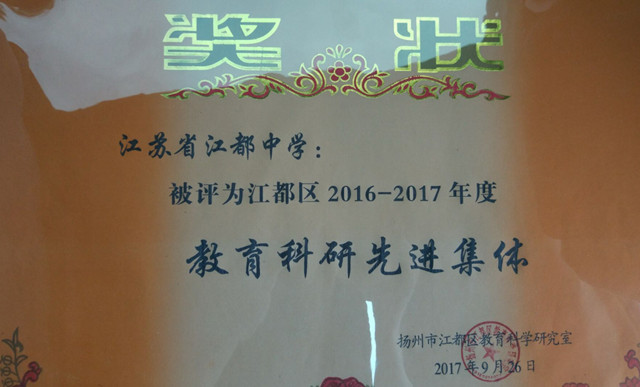 奖状
江苏省江都中学：
被评为江都区2016-2017年度
教育科研先进集体
扬州市江都区教育科学研究室
2017年9月26日